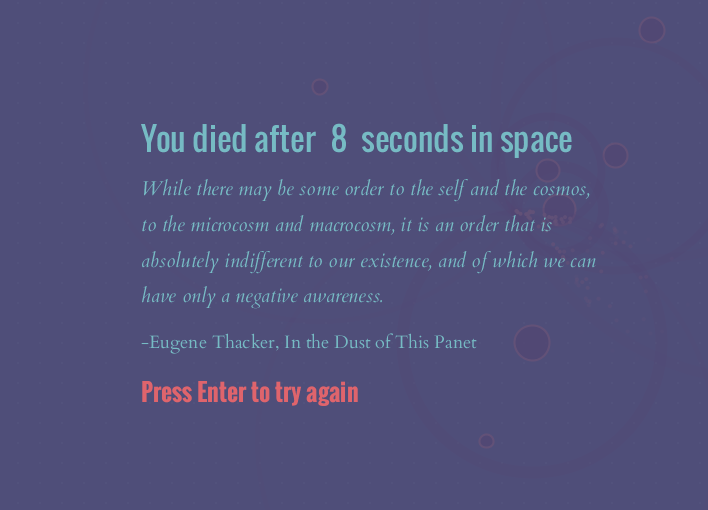 You died after 8 seconds in space
While there may be some order to the self and the cosmos,
to the microcosm and macrocosm, it is an order that is
absolutely indifferent to our existence, and of which we can
have only a negative awareness.
-Eugene Thacker, In the Dust of This Panet
Press Enter to try again